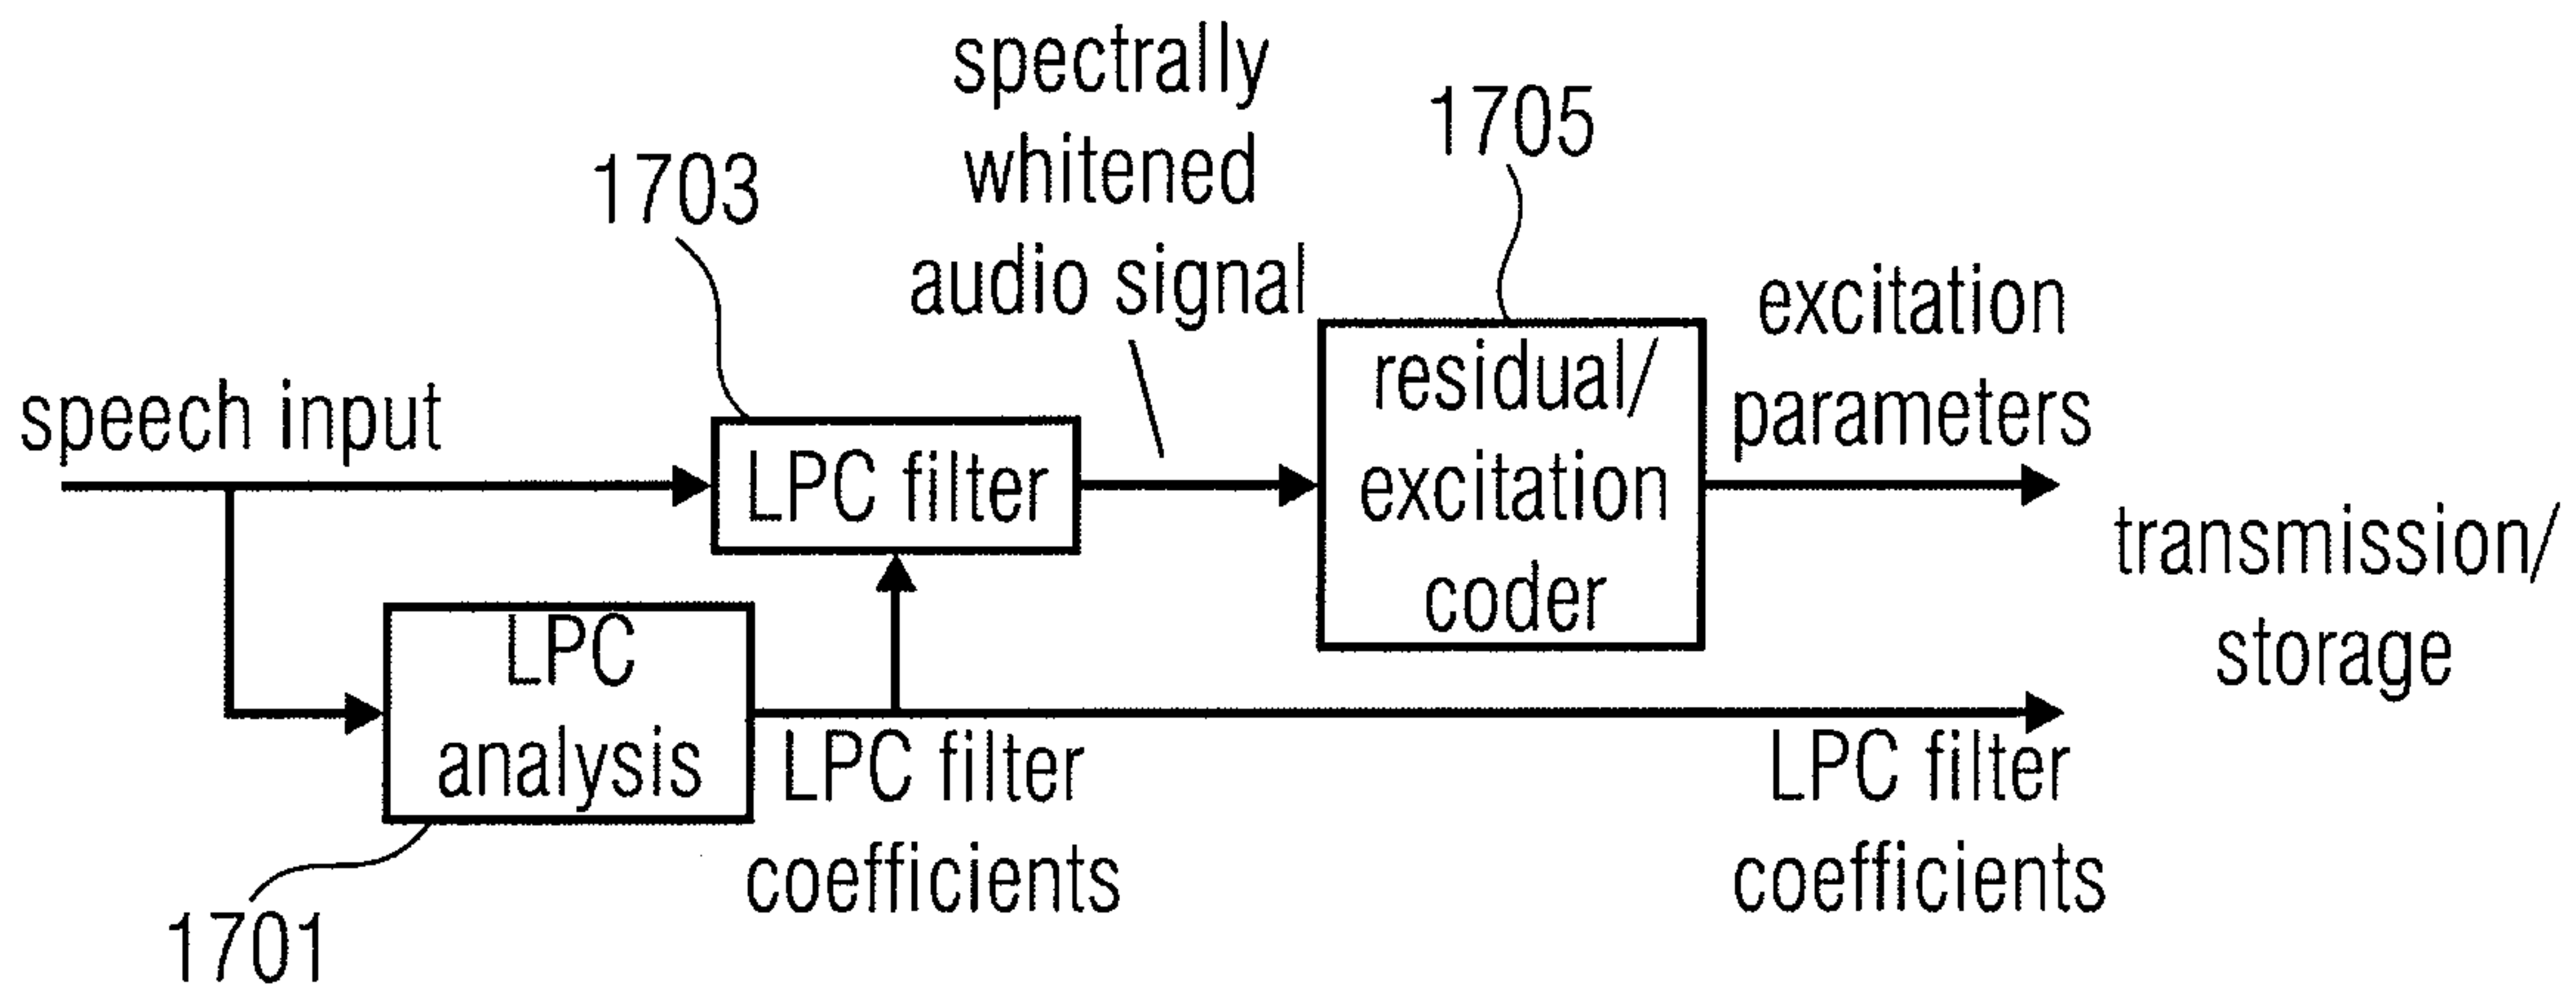 spectrally
whitened
audio signal
1703
1705
speech input
LPC filter
residual/
excitation
coder
excitation
parameters
transmission/
storage
LPC
analysis
1701
LPC filter
coefficients
LPC filter
coefficients